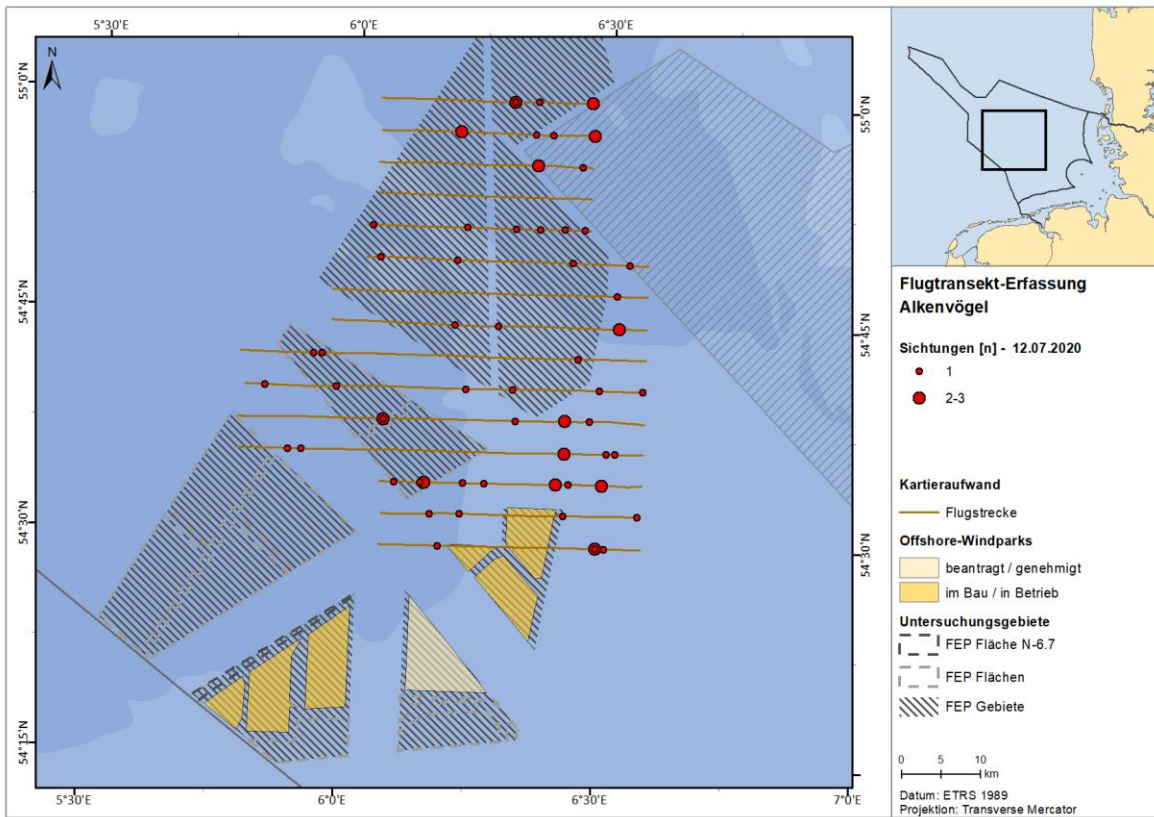 5°30'E
6°0'E
6°30'E
N
55°0'N
55°0'N
54°45'N
54°45'N
54°30'N
54°30'N
54°15'N
5°30'E
6°0'E
6°30'E
7°0'E
Flugtransekt-Erfassung
Alkenvögel
Sichtungen [n] - 12.07.2020
1
2-3
Kartieraufwand
Flugstrecke
Offshore-Windparks
beantragt / genehmigt
im Bau / in Betrieb
Untersuchungsgebiete
FEP Fläche N-6.7
FEP Flächen
FEP Gebiete
0 5 10
km
Datum: ETRS 1989
Projektion: Transverse Mercator